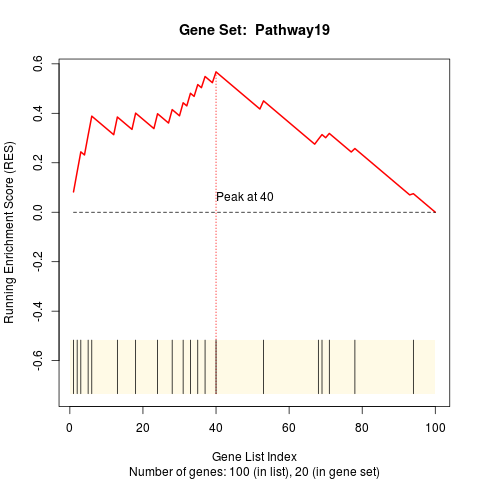 Gene Set:  Pathway19
Running Enrichment Score (RES)
0.6
0.4
0.2
0.0
-0.2
-0.4
-0.6
Peak at 40
0 20 40 60 80 100
Gene List Index
Number of genes: 100 (in list), 20 (in gene set)